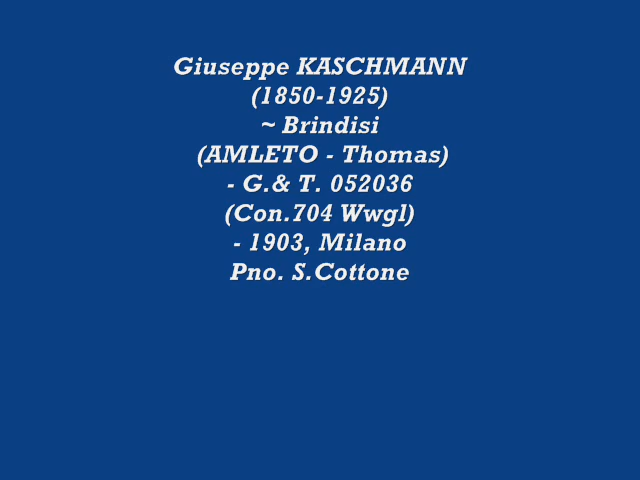 Giuseppe KASCHMANN
(1850-1925)
~ Brindisi
(AMLETO - Thomas)
- G.& T. 052036
(Con.704 Wwgl)
- 1903, Milano
Pno. S.Cottone